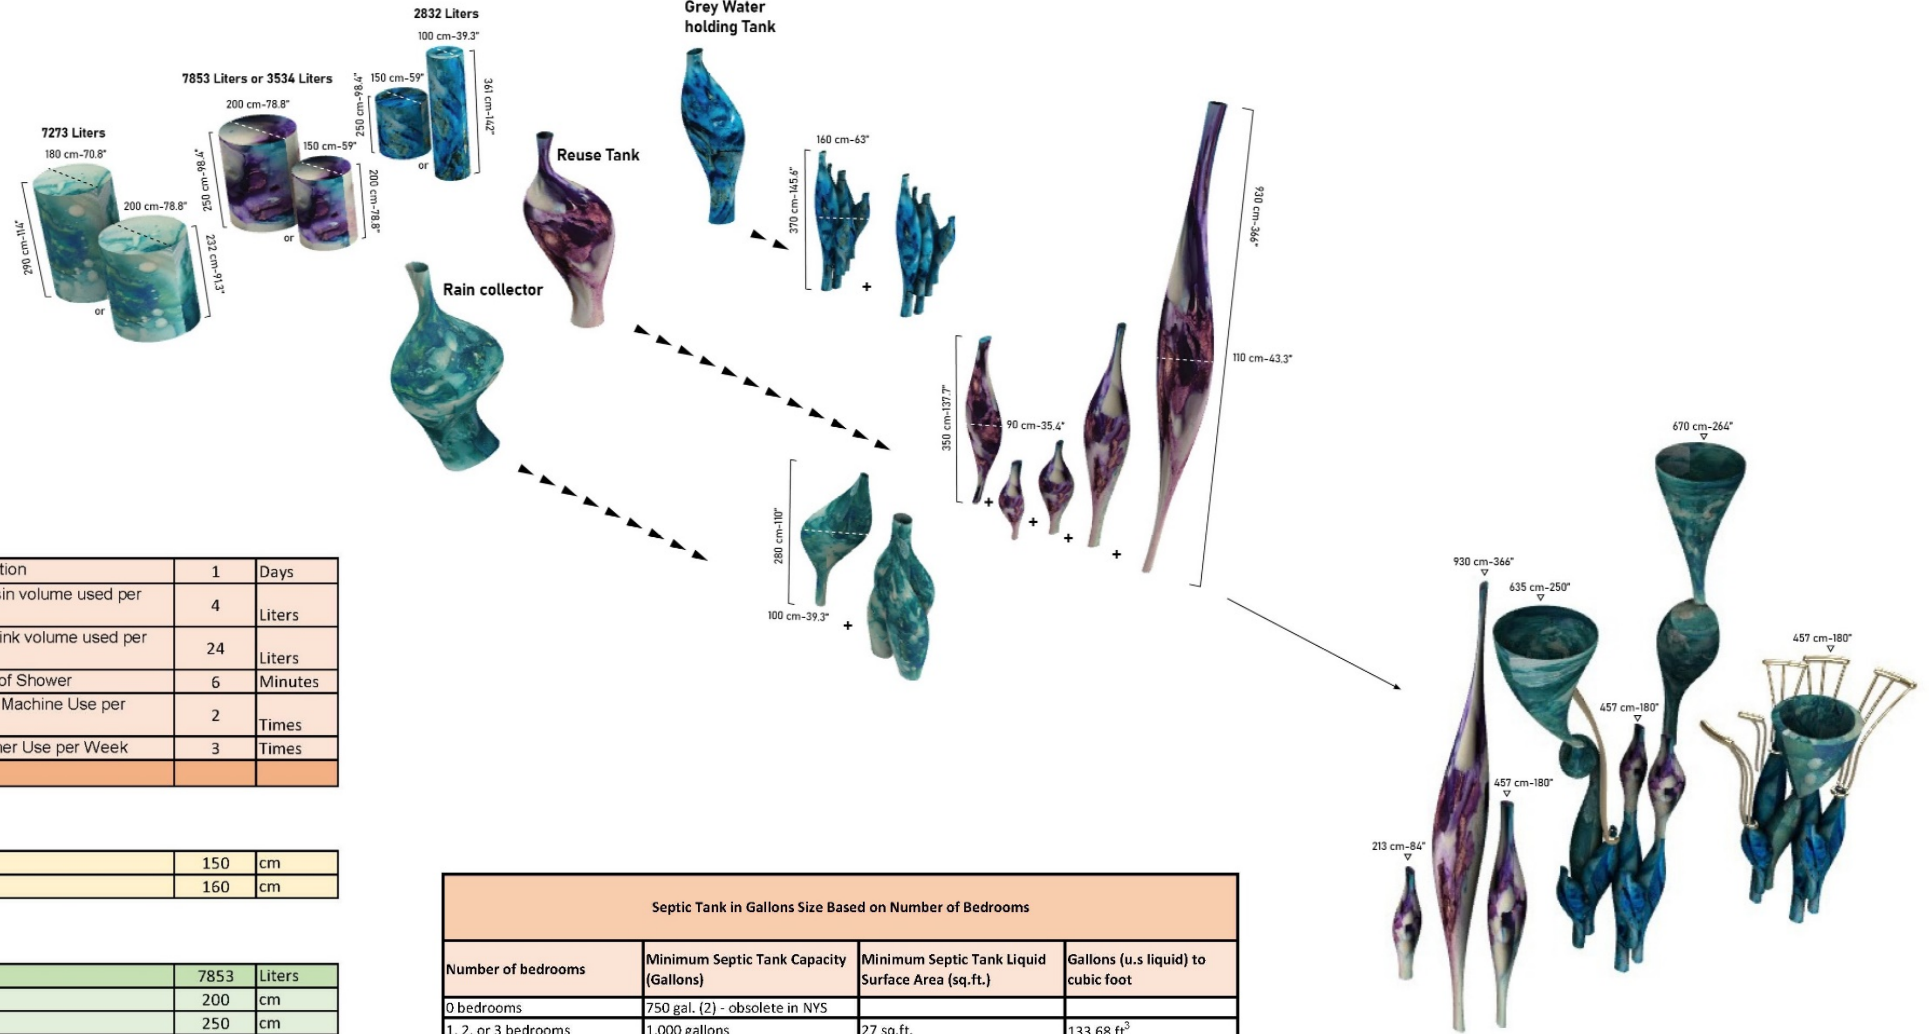 2832 Liters
100 cm-39.3"
150 cm-59"
250 cm-98.4"
361 cm-142"
or
7853 Liters or 3534 Liters
200 cm-78.8"
150 cm-59"
250 cm-98.4"
200 cm-78.8"
or
7273 Liters
180 cm-70.8"
200 cm-78.8"
290 cm-114"
232 cm-91.3"
or
Grey Water
holding Tank
Reuse Tank
Rain collector
160 cm-63"
370 cm-145.6"
+
930 cm-366"
110 cm-43.3"
350 cm-137.7"
90 cm-35.4"
+
+
+
+
280 cm-110"
100 cm-39.3"
+
670 cm-264"
930 cm-366"
635 cm-250"
457 cm-180"
457 cm-180"
457 cm-180"
213 cm-84"
tion 1 Days
sin volume used per
4 Liters
ink volume used per
24 Liters
of Shower 6 Minutes
Machine Use per
2 Times
her Use per Week 3 Times
150 cm
160 cm
7853 Liters
200 cm
250 cm
Septic Tank in Gallons Size Based on Number of Bedrooms
Number of bedrooms Minimum Septic Tank Capacity (Gallons) Minimum Septic Tank Liquid Surface Area (sq.ft.) Gallons (u.s liquid) to cubic foot
0 bedrooms 750 gal. (2) - obsolete in NYS
1, 2, or 3 bedrooms 1,000 gallons 27 sq.ft. 133.68 ft³